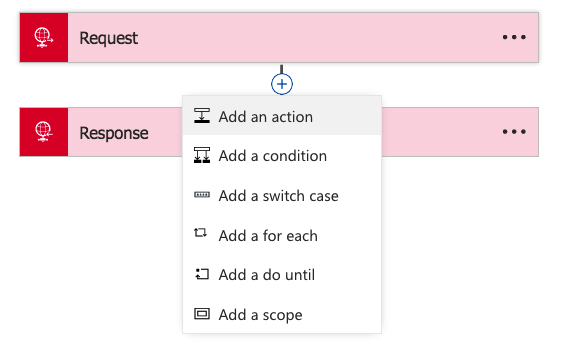 Request
Add an action
Response
Add a condition
Add a switch case
Add a for each
Add a do until
Add a scope